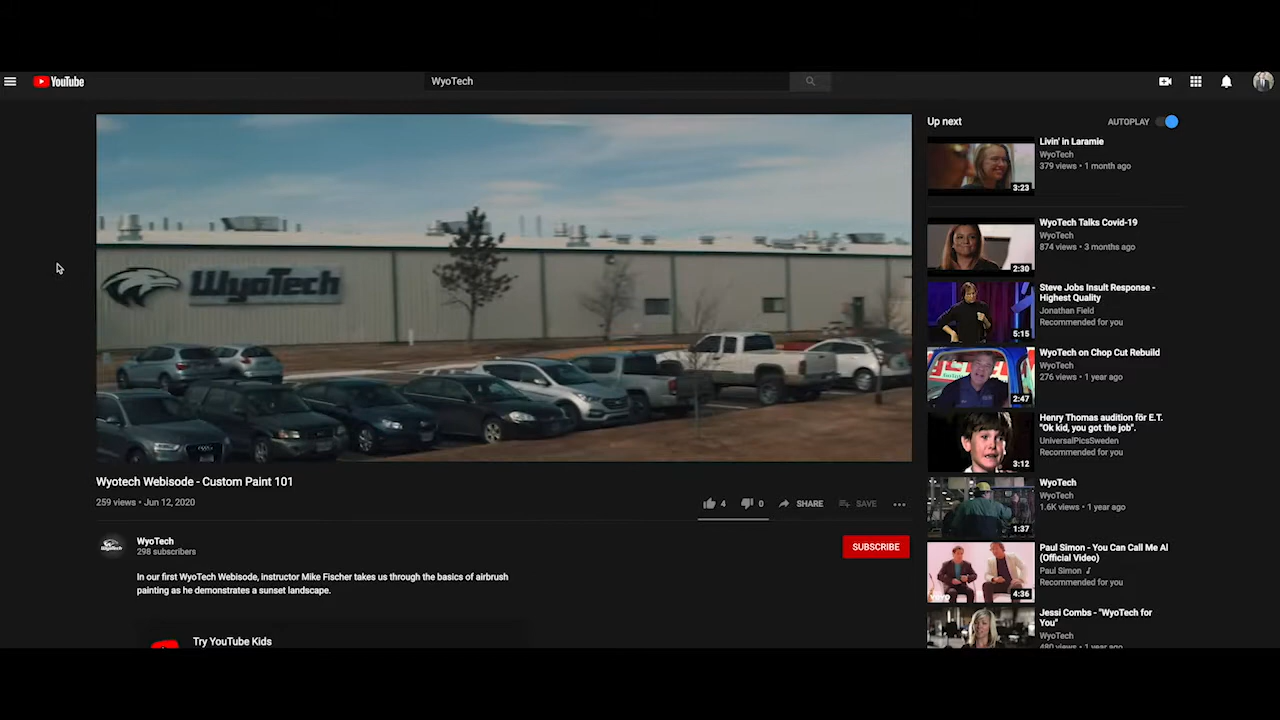 YouTube
WyoTech
WyoTech
Wyotech Webisode - Custom Paint 101
259 views • Jun 12, 2020
4
0
SHARE
SAVE
WyoTech
298 subscribers
SUBSCRIBE
In our first WyoTech Webisode, instructor Mike Fischer takes us through the basics of airbrush
painting as he demonstrates a sunset landscape.
Try YouTube Kids
Up next
AUTOPLAY
Livin' in Laramie
WyoTech
379 views • 1 month ago
3:23
WyoTech Talks Covid-19
WyoTech
874 views • 3 months ago
2:30
Steve Jobs Insult Response -
Highest Quality
Jonathan Field
Recommended for you
5:15
WyoTech on Chop Cut Rebuild
WyoTech
276 views • 1 year ago
2:47
Henry Thomas audition för E.T.
"Ok kid, you got the job".
UniversalPicsSweden
Recommended for you
3:12
WyoTech
WyoTech
1.6K views • 1 year ago
1:37
Paul Simon - You Can Call Me Al
(Official Video)
Paul Simon
Recommended for you
vevo
4:36
Jessi Combs - "WyoTech for
You"
WyoTech
480 views • 1 year ago